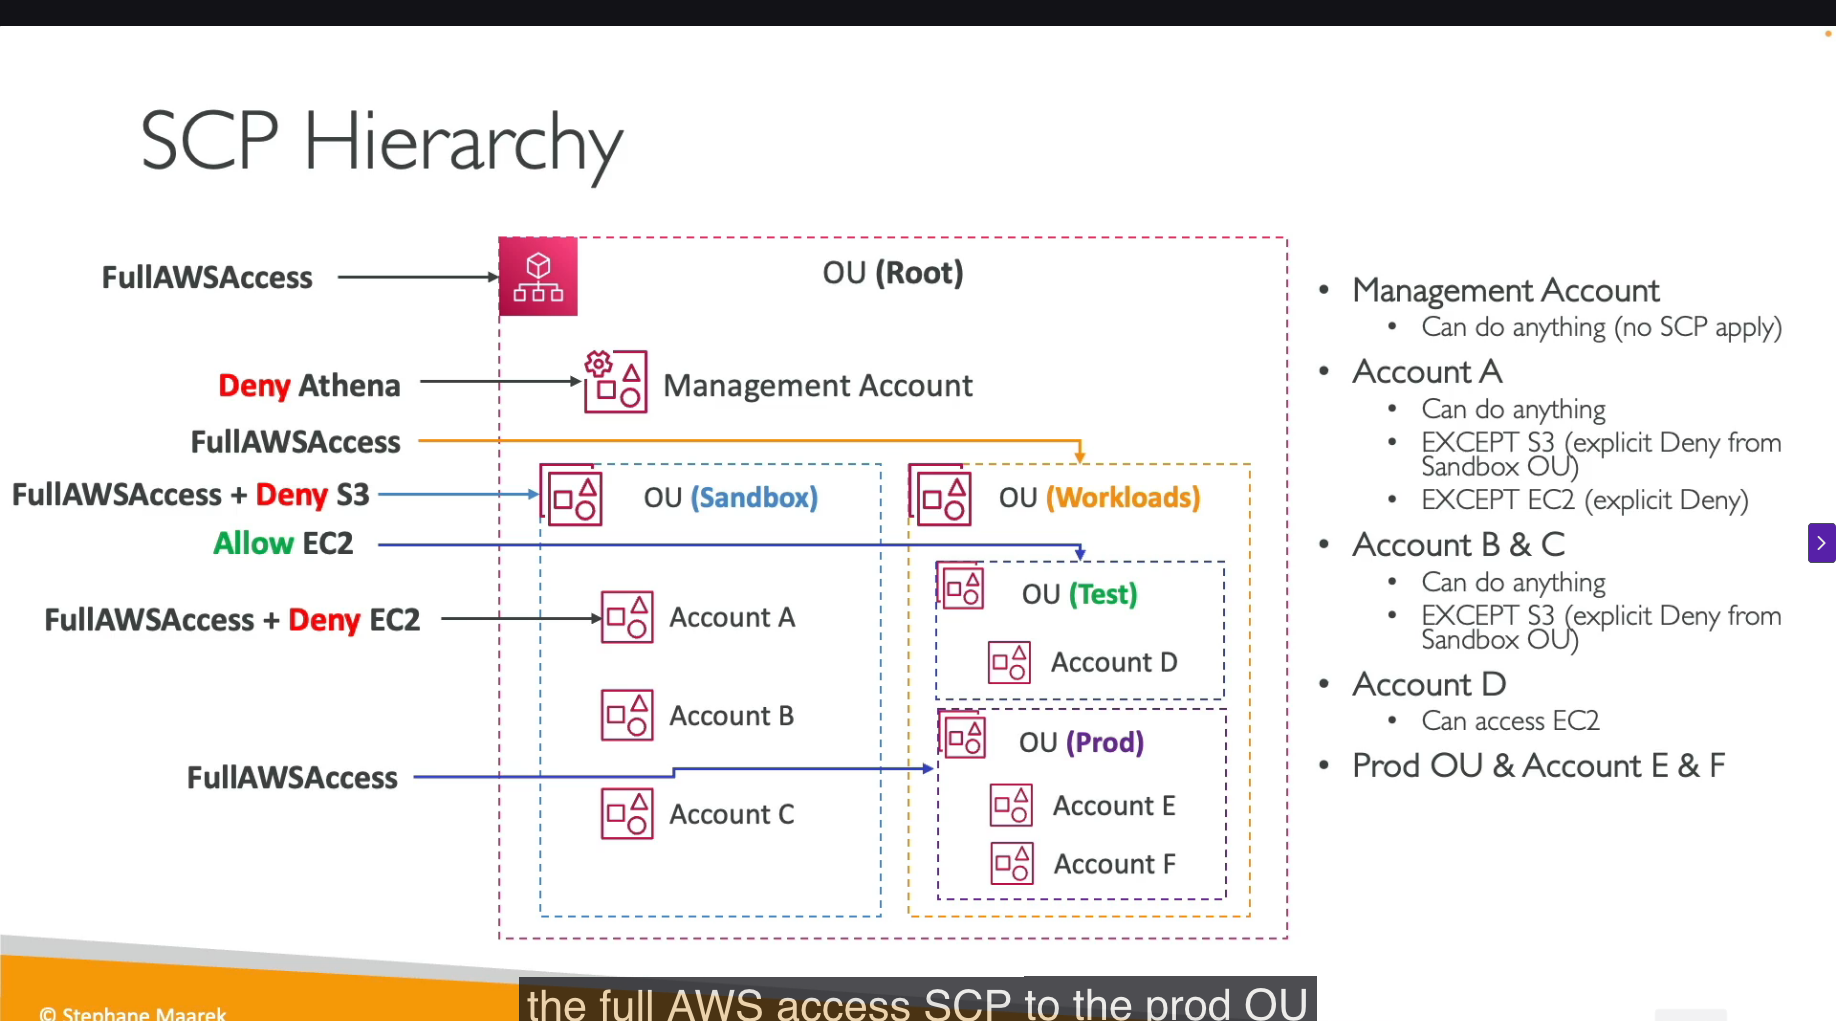 SCP Hierarchy
FullAWSAccess
OU (Root)
Deny Athena
Management Account
FullAWSAccess
FullAWSAccess + Deny S3
OU (Sandbox)
OU (Workloads)
Allow EC2
OU (Test)
FullAWSAccess + Deny EC2
Account A
Account D
Account B
OU (Prod)
FullAWSAccess
Account C
Account E
Account F
• Management Account
• Can do anything (no SCP apply)
• Account A
• Can do anything
• EXCEPT S3 (explicit Deny from
Sandbox OU)
• EXCEPT EC2 (explicit Deny)
• Account B & C
• Can do anything
• EXCEPT S3 (explicit Deny from
Sandbox OU)
• Account D
• Can access EC2
• Prod OU & Account E & F
© Stephane Maarek
the full AWS access SCP to the prod OU